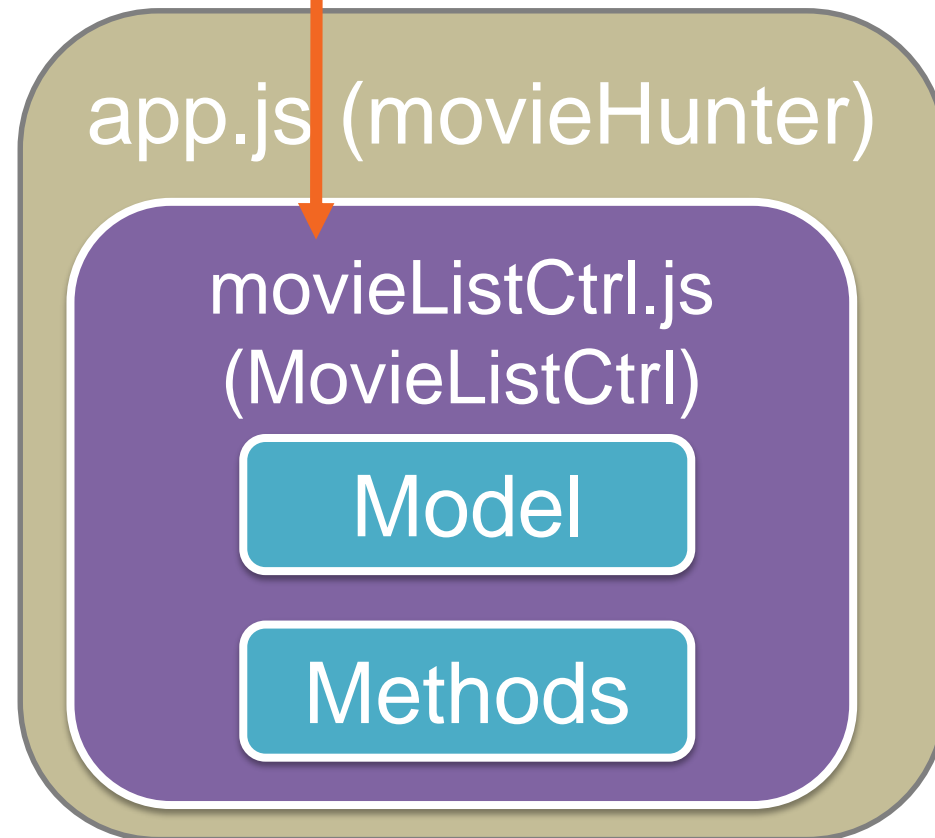 app.js (movieHunter)
movieListCtrl.js
(MovieListCtrl)
Model
Methods